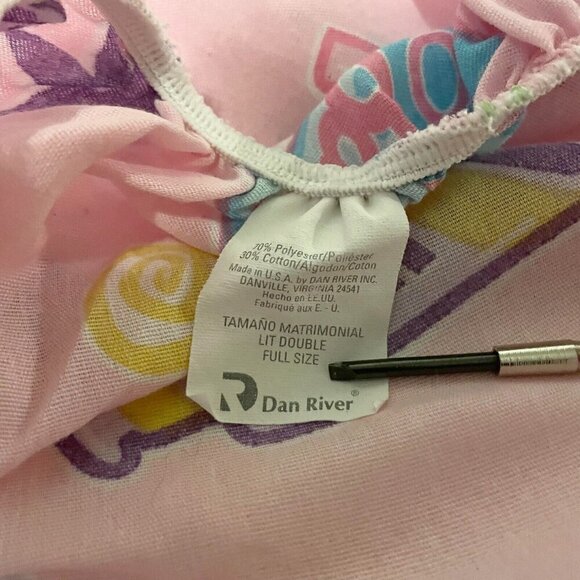 70% Polyester/Poliéster
30% Cotton/Algodon/Coton
Made in U.S.A. by DAN RIVER INC.
DANVILLE, VIRGINIA 24541
Hecho en EE.UU.
Fabriqué aux E. - U.
TAMAÑO MATRIMONIAL
LIT DOUBLE
FULL SIZE
Dan River®